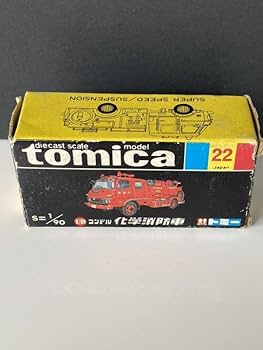 SUPER SPEED/SUSPENSION
diecast scale model
tomica
22
JAPAN
S=1/90
UD コンドル 化学消防車
トミー